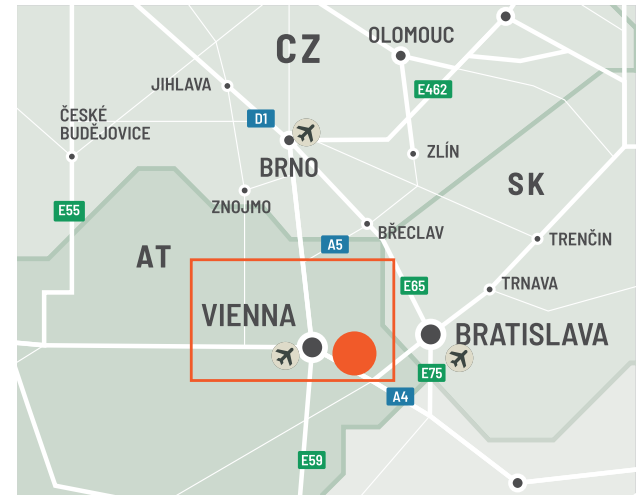 CZ
OLOMOUC
JIHLAVA
E462
ČESKÉ
BUDĚJOVICE
D1
BRNO
ZLÍN
SK
ZNOJMO
E55
BŘECLAV
TRENČÍN
A5
AT
E65
TRNAVA
VIENNA
BRATISLAVA
E75
A4
E59